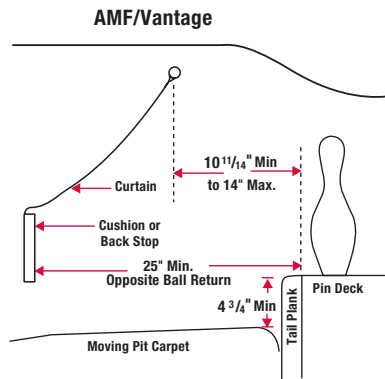 AMF/Vantage
10 11/14" Min
to 14" Max.
Curtain
Cushion or
Back Stop
25" Min.
Opposite Ball Return
Pin Deck
4 3/4" Min
Tail Plank
Moving Pit Carpet